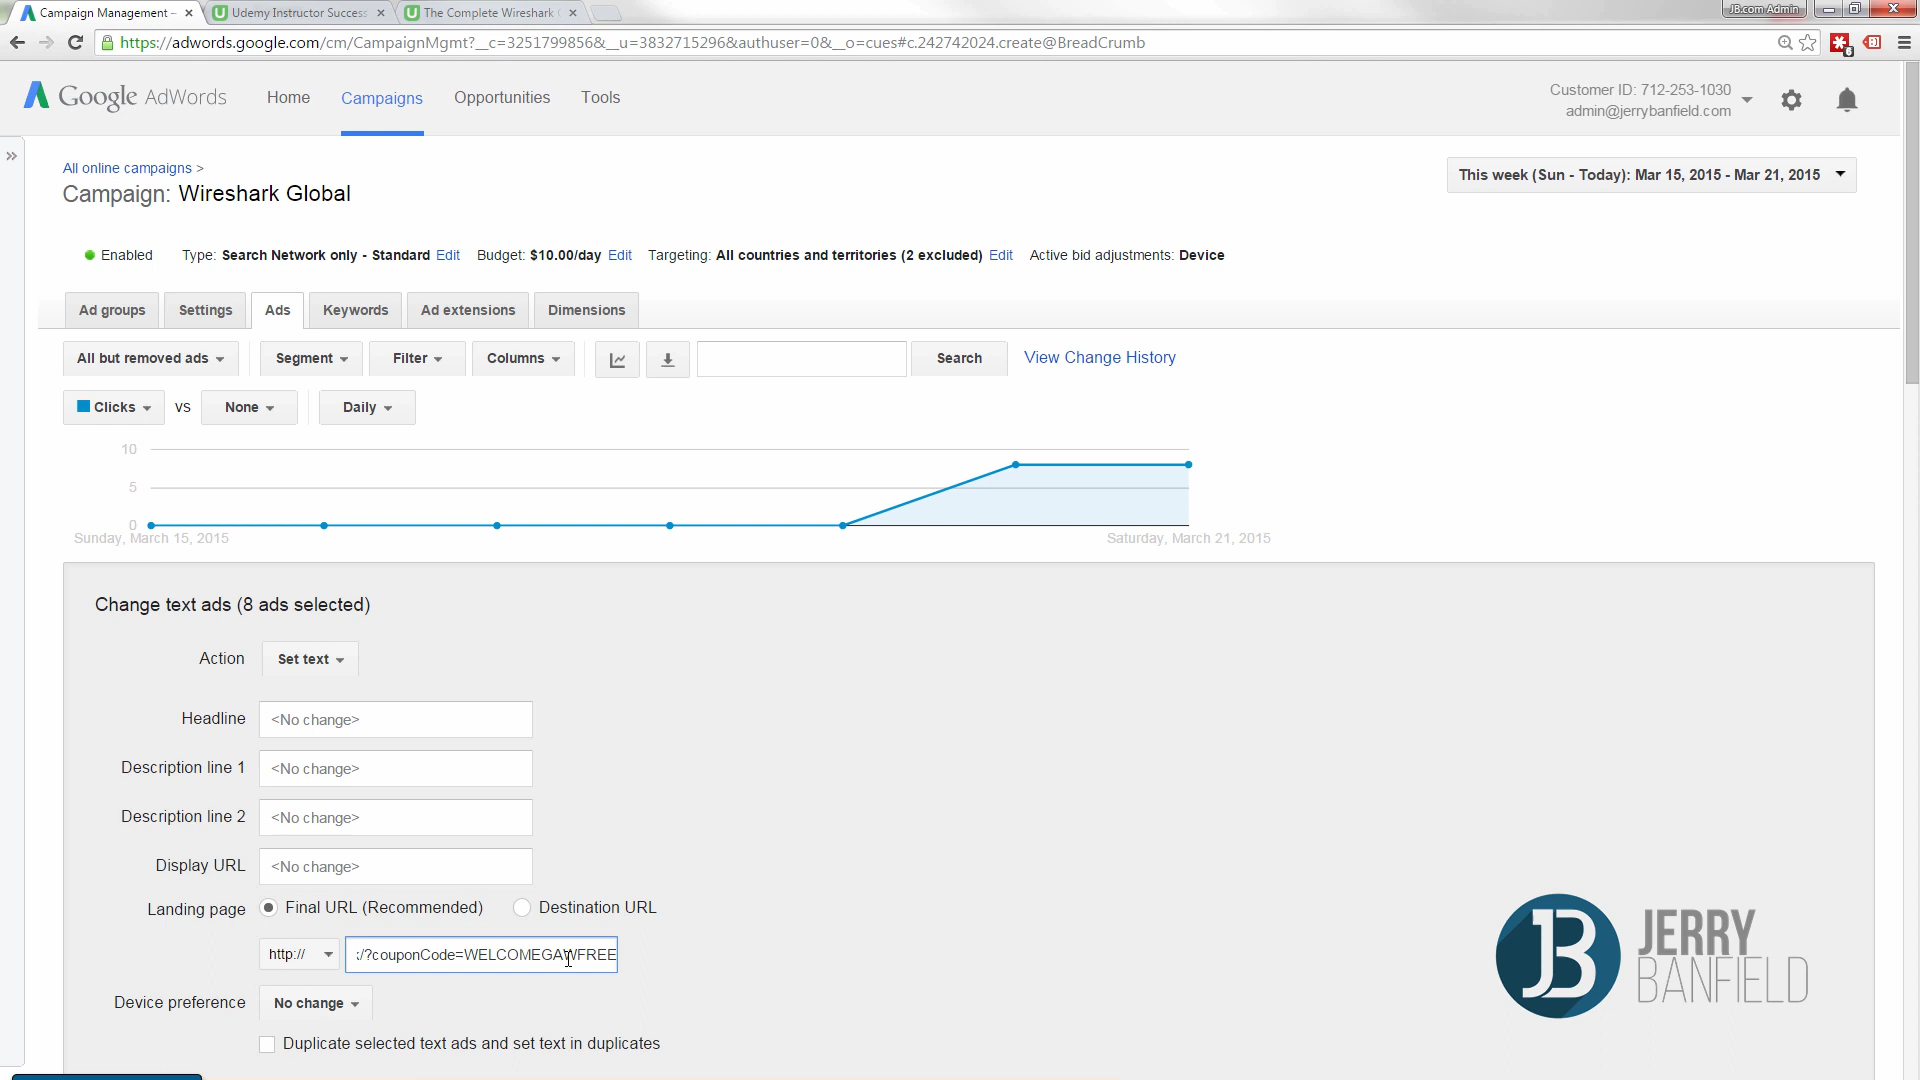 Campaign Management –
Udemy Instructor Success
The Complete Wireshark
JB.com Admin
https://adwords.google.com/cm/CampaignMgmt?__c=3251799856&__u=3832715296&authuser=0&__o=cues#c.242742024.create@BreadCrumb
6
Google AdWords
Home
Campaigns
Opportunities
Tools
Customer ID: 712-253-1030
admin@jerrybanfield.com
All online campaigns >
Campaign: Wireshark Global
This week (Sun - Today): Mar 15, 2015 - Mar 21, 2015
Enabled Type: Search Network only - Standard Edit Budget: $10.00/day Edit Targeting: All countries and territories (2 excluded) Edit Active bid adjustments: Device
Ad groups
Settings
Ads
Keywords
Ad extensions
Dimensions
All but removed ads
Segment
Filter
Columns
Search
View Change History
Clicks
VS
None
Daily
10
5
0
Sunday, March 15, 2015
Saturday, March 21, 2015
Change text ads (8 ads selected)
Action Set text
Headline <No change>
Description line 1 <No change>
Description line 2 <No change>
Display URL <No change>
Landing page Final URL (Recommended) Destination URL
http:// /?couponCode=WELCOMEGAWFREE
Device preference No change
Duplicate selected text ads and set text in duplicates
JB
JERRY
BANFIELD